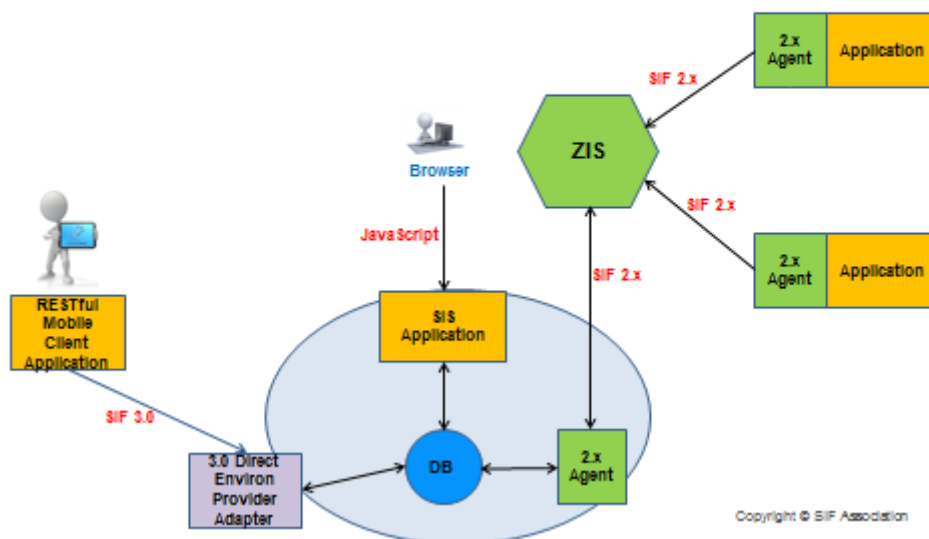 2.x
Agent
Application
SIF 2.x
ZIS
Browser
SIF 2.x
JavaScript
2.x
Agent
Application
SIF 2.x
RESTful
Mobile
Client
Application
SIS
Application
SIF 3.0
3.0 Direct
Environ
Provider
Adapter
DB
2.x
Agent
Copyright © SIF Association